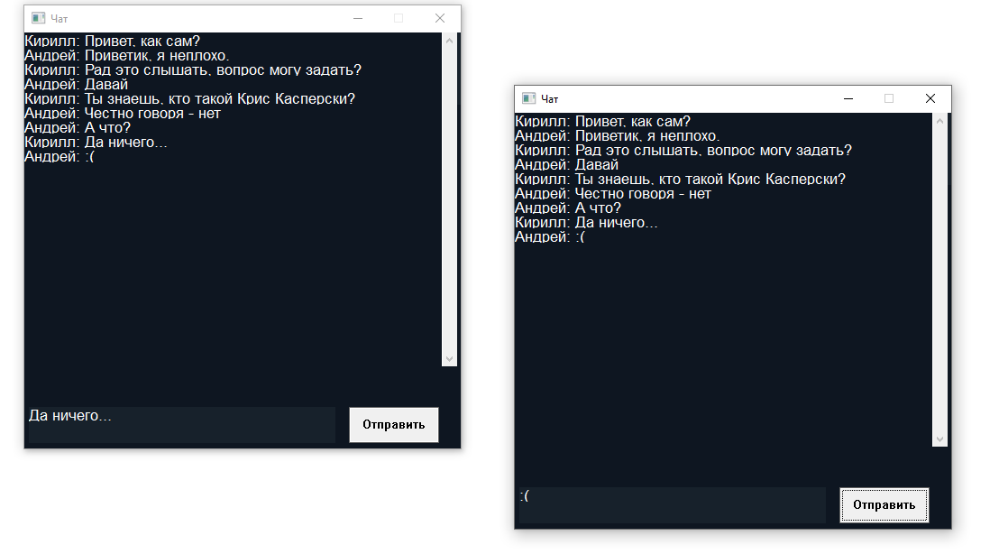 Чат
Кирилл: Привет, как сам?
Андрей: Приветик, я неплохо.
Кирилл: Рад это слышать, вопрос могу задать?
Андрей: Давай
Кирилл: Ты знаешь, кто такой Крис Касперски?
Андрей: Честно говоря - нет
Андрей: А что?
Кирилл: Да ничего...
Андрей: :(
Да ничего...
Отправить
Чат
Кирилл: Привет, как сам?
Андрей: Приветик, я неплохо.
Кирилл: Рад это слышать, вопрос могу задать?
Андрей: Давай
Кирилл: Ты знаешь, кто такой Крис Касперски?
Андрей: Честно говоря - нет
Андрей: А что?
Кирилл: Да ничего...
Андрей: :(
:(
Отправить